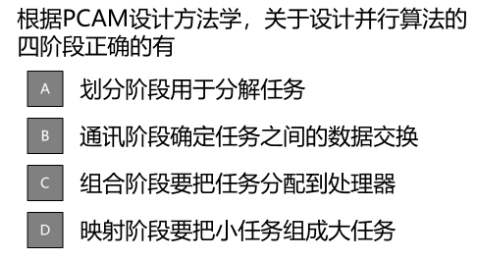 根据PCAM设计方法学，关于设计并行算法的
四阶段正确的有
A 划分阶段用于分解任务
B 通讯阶段确定任务之间的数据交换
C 组合阶段要把任务分配到处理器
D 映射阶段要把小任务组成大任务